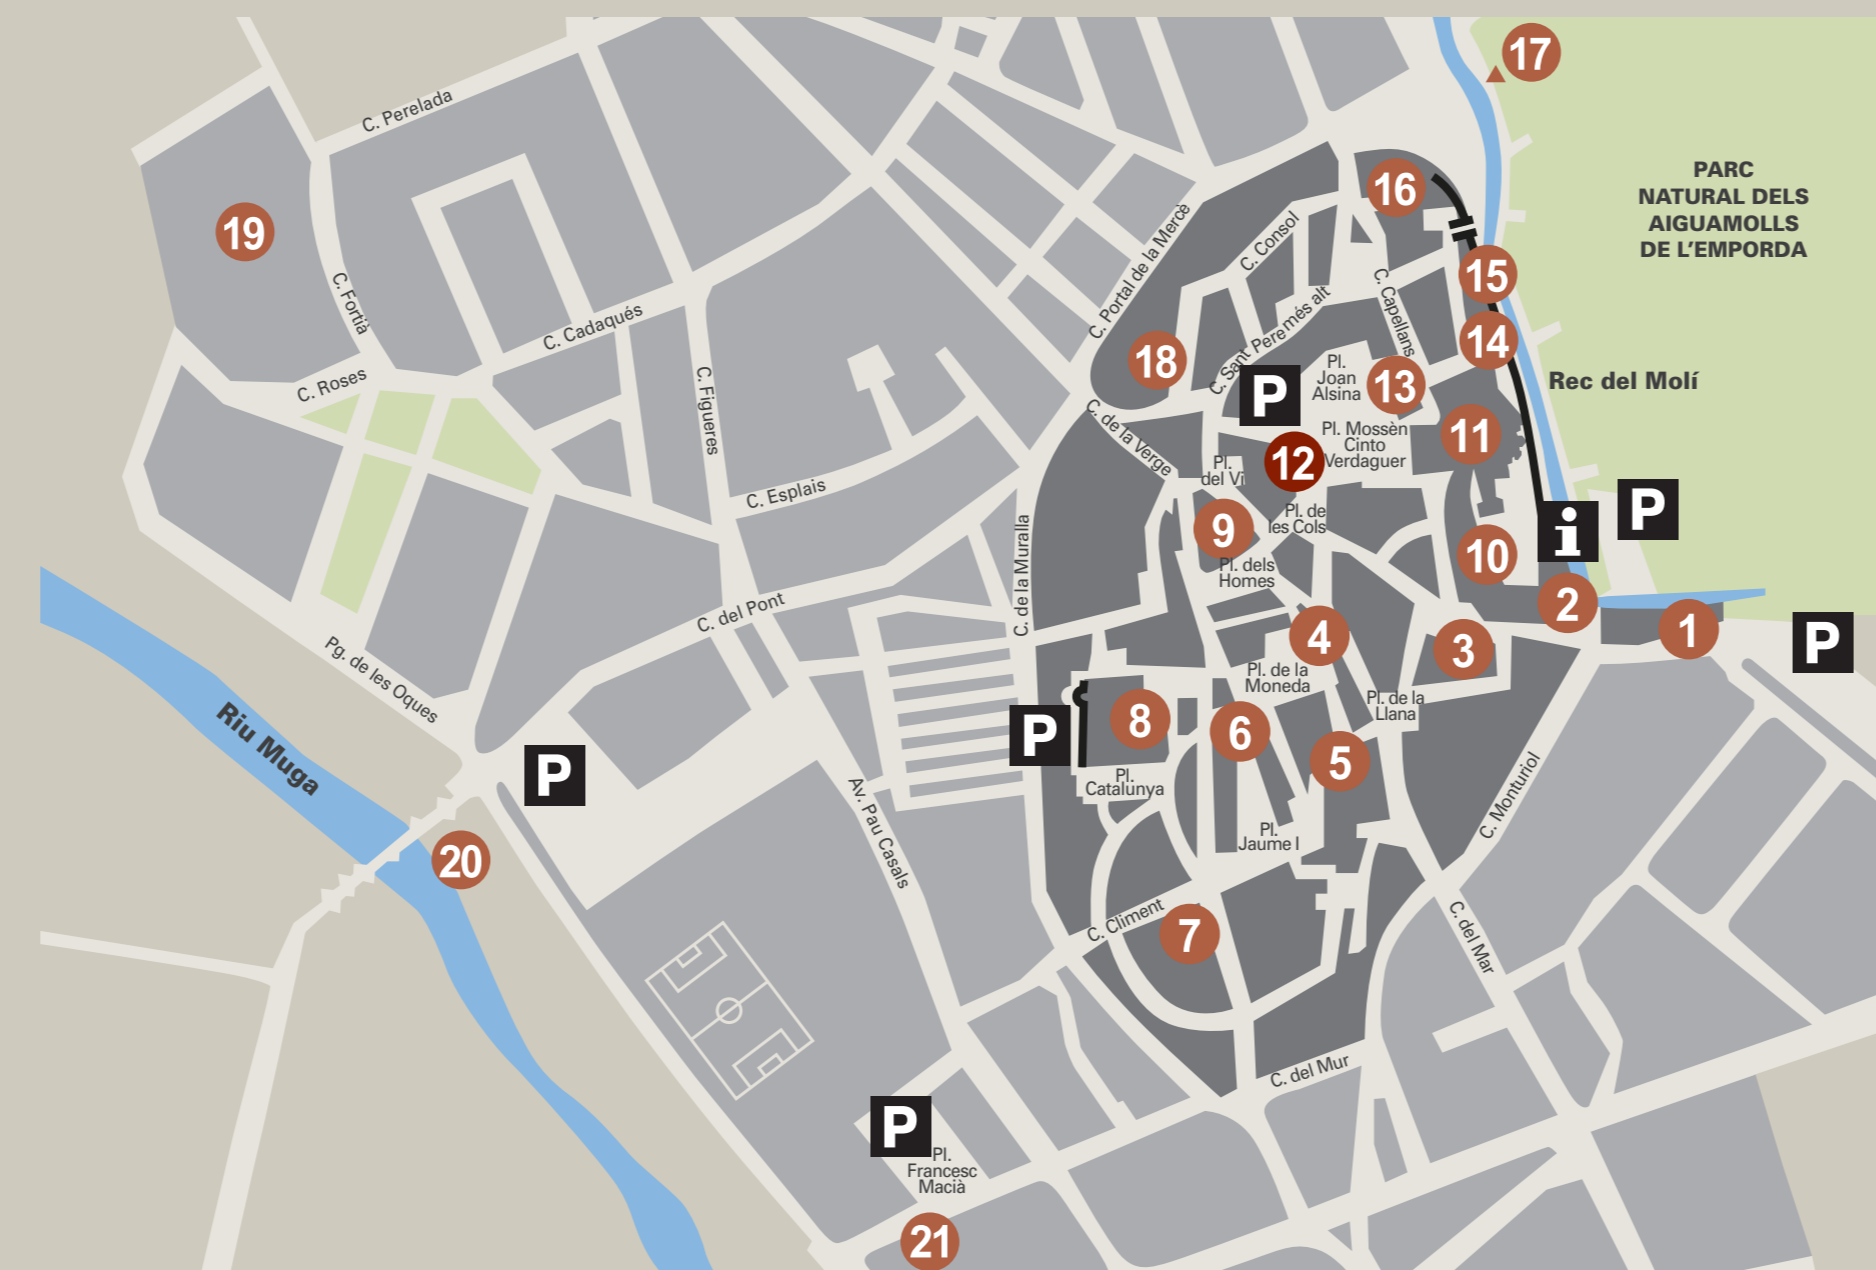 17
C. Perelada
PARC
NATURAL DELS
AIGUAMOLLS
DE L'EMPORDA
16
19
C. Portal de la Mercè
C. Consol
15
C. Fortià
C. Cadaqués
C. Capellans
C. Sant Pere més alt
14
18
C. Roses
C. Figueres
P
Pl.
Joan
Alsina
13
Rec del Molí
C. de la Verge
11
Pl. Mossèn
Cinto
Verdaguer
12
Pl.
del Vi
C. Esplais
P
Pl. de
les Cols
9
i
10
C. de la Muralla
Pl. dels
Homes
C. del Pont
2
1
4
3
P
Pg. de les Oques
Pl. de la
Moneda
Pl. de la
Llana
8
6
P
5
Riu Muga
P
Pl.
Catalunya
C. Monturiol
Av. Pau Casals
Pl.
Jaume I
20
C. Climent
7
C. del Mar
C. del Mur
P
Pl.
Francesc
Macià
21